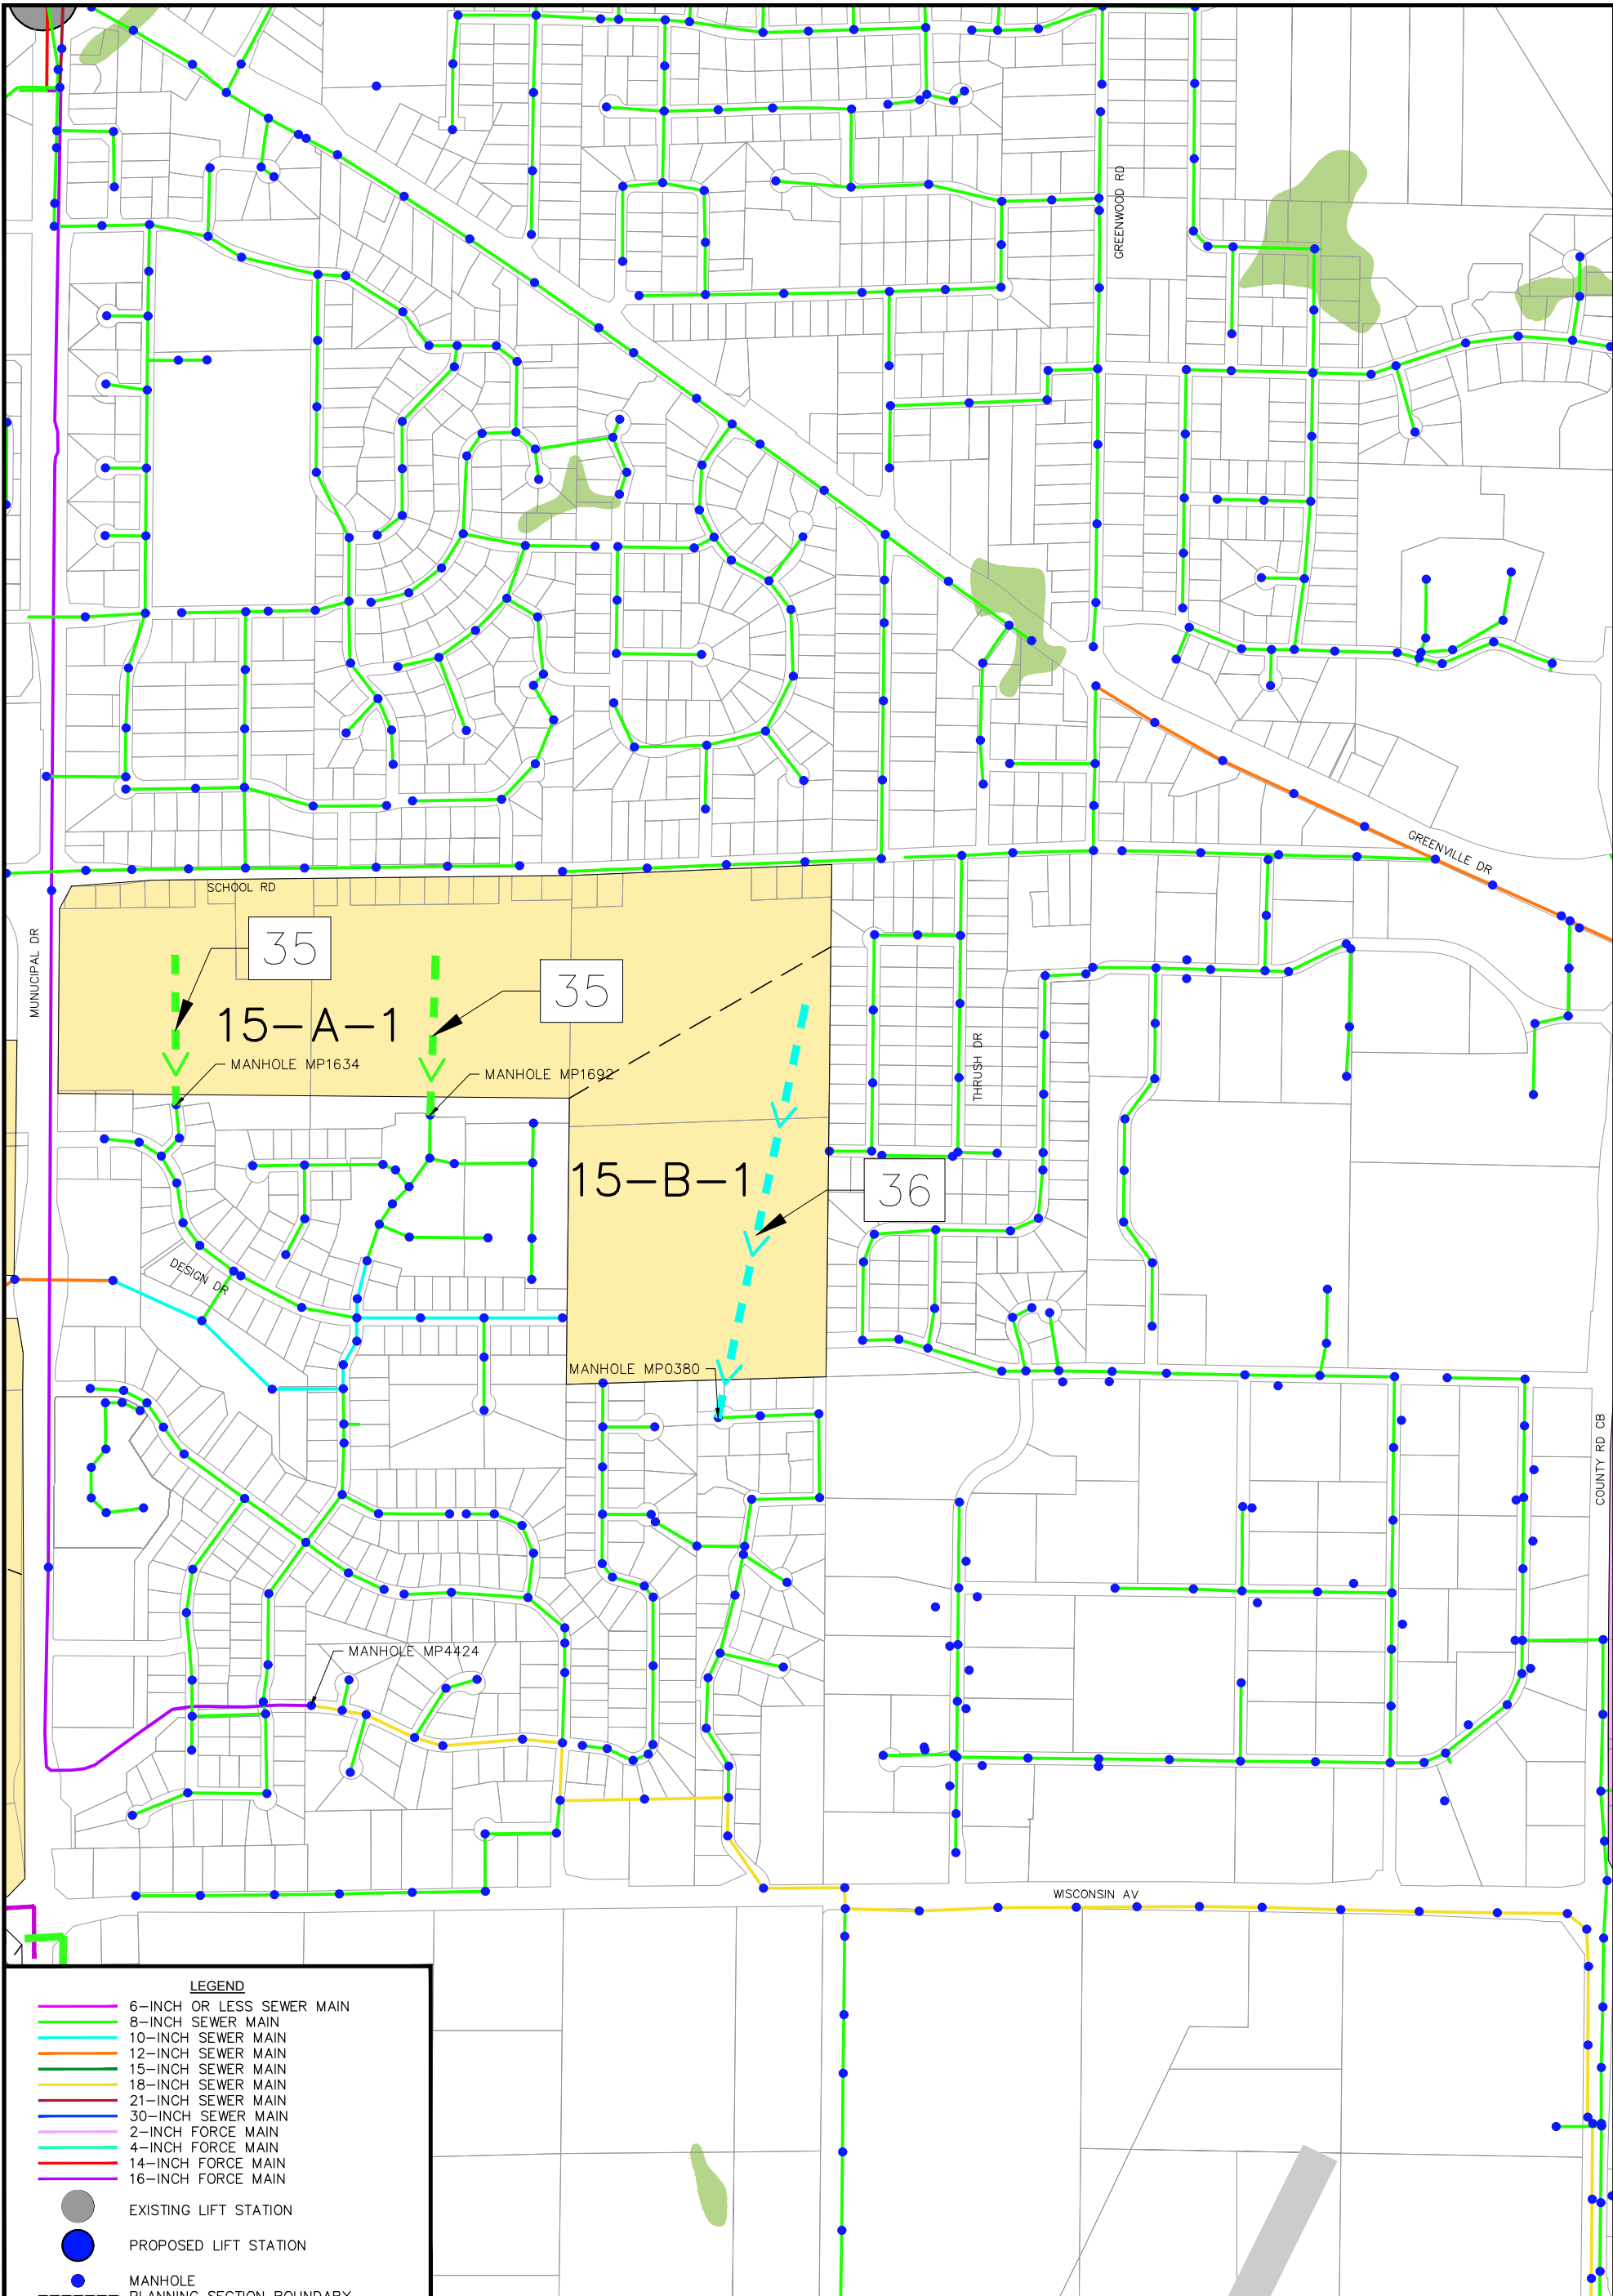 GREENWOOD RD
GREENVILLE DR
SCHOOL RD
MUNUCIPAL DR
35
35
15-A-1
MANHOLE MP1634
MANHOLE MP1692
THRUSH DR
15-B-1
36
DESIGN DR
MANHOLE MP0380
COUNTY RD CB
MANHOLE MP4424
WISCONSIN AV
LEGEND
6-INCH OR LESS SEWER MAIN
8-INCH SEWER MAIN
10-INCH SEWER MAIN
12-INCH SEWER MAIN
15-INCH SEWER MAIN
18-INCH SEWER MAIN
21-INCH SEWER MAIN
30-INCH SEWER MAIN
2-INCH FORCE MAIN
4-INCH FORCE MAIN
14-INCH FORCE MAIN
16-INCH FORCE MAIN
EXISTING LIFT STATION
PROPOSED LIFT STATION
MANHOLE
PLANNING SECTION BOUNDARY